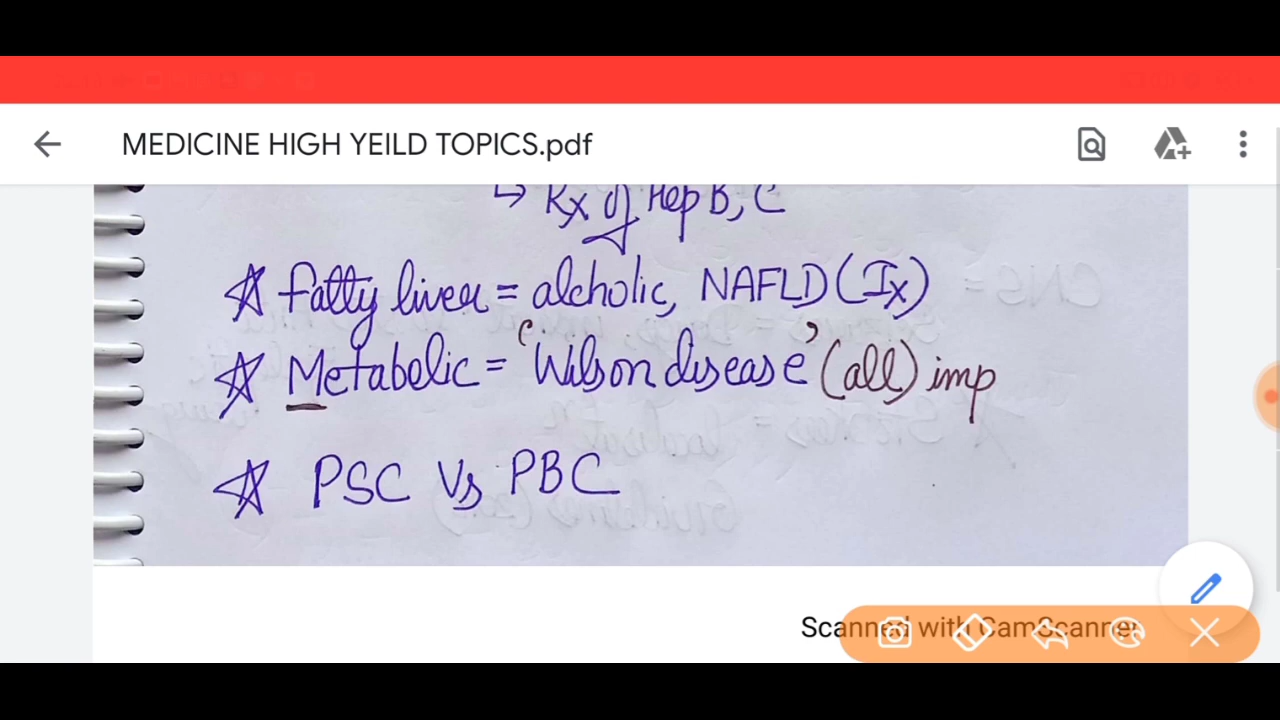 MEDICINE HIGH YEILD TOPICS.pdf
↳ Rx of Hep B, C
☆ Fatty liver = alcholic, NAFLD (Ix)
☆ Metabolic = "Wilson disease' (all) imp
☆ PSC Vs PBC
Scanned with CamScanner